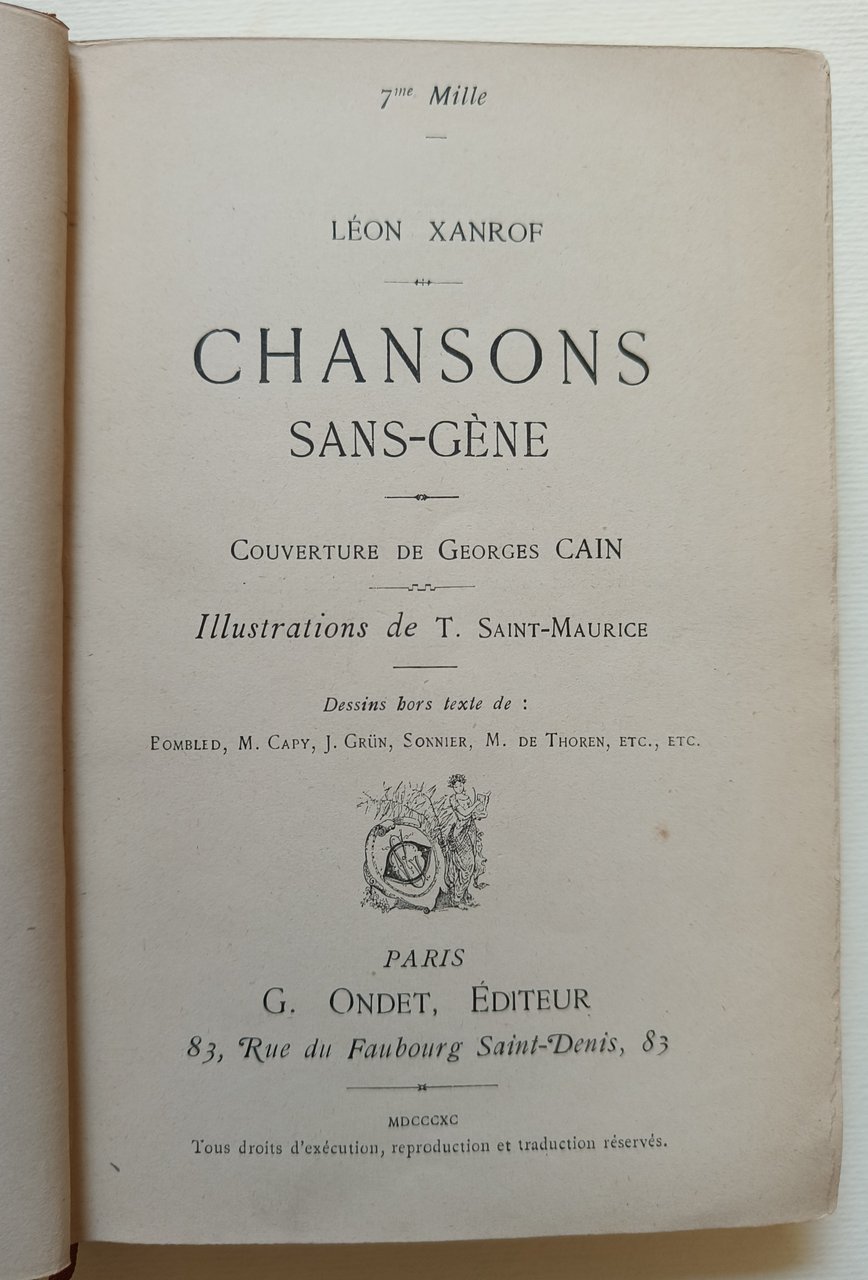 7me Mille
LÉON XANROF
CHANSONS
SANS-GÈNE
COUVERTURE DE GEORGES CAIN
Illustrations de T. SAINT-MAURICE
Dessins hors texte de :
BOMBLED, M. CAPY, J. GRÜN, SONNIER, M. DE THOREN, ETC., ETC.
PARIS
G. ONDET, ÉDITEUR
83, Rue du Faubourg Saint-Denis, 83
MDCCCXC
Tous droits d'exécution, reproduction et traduction réservés.